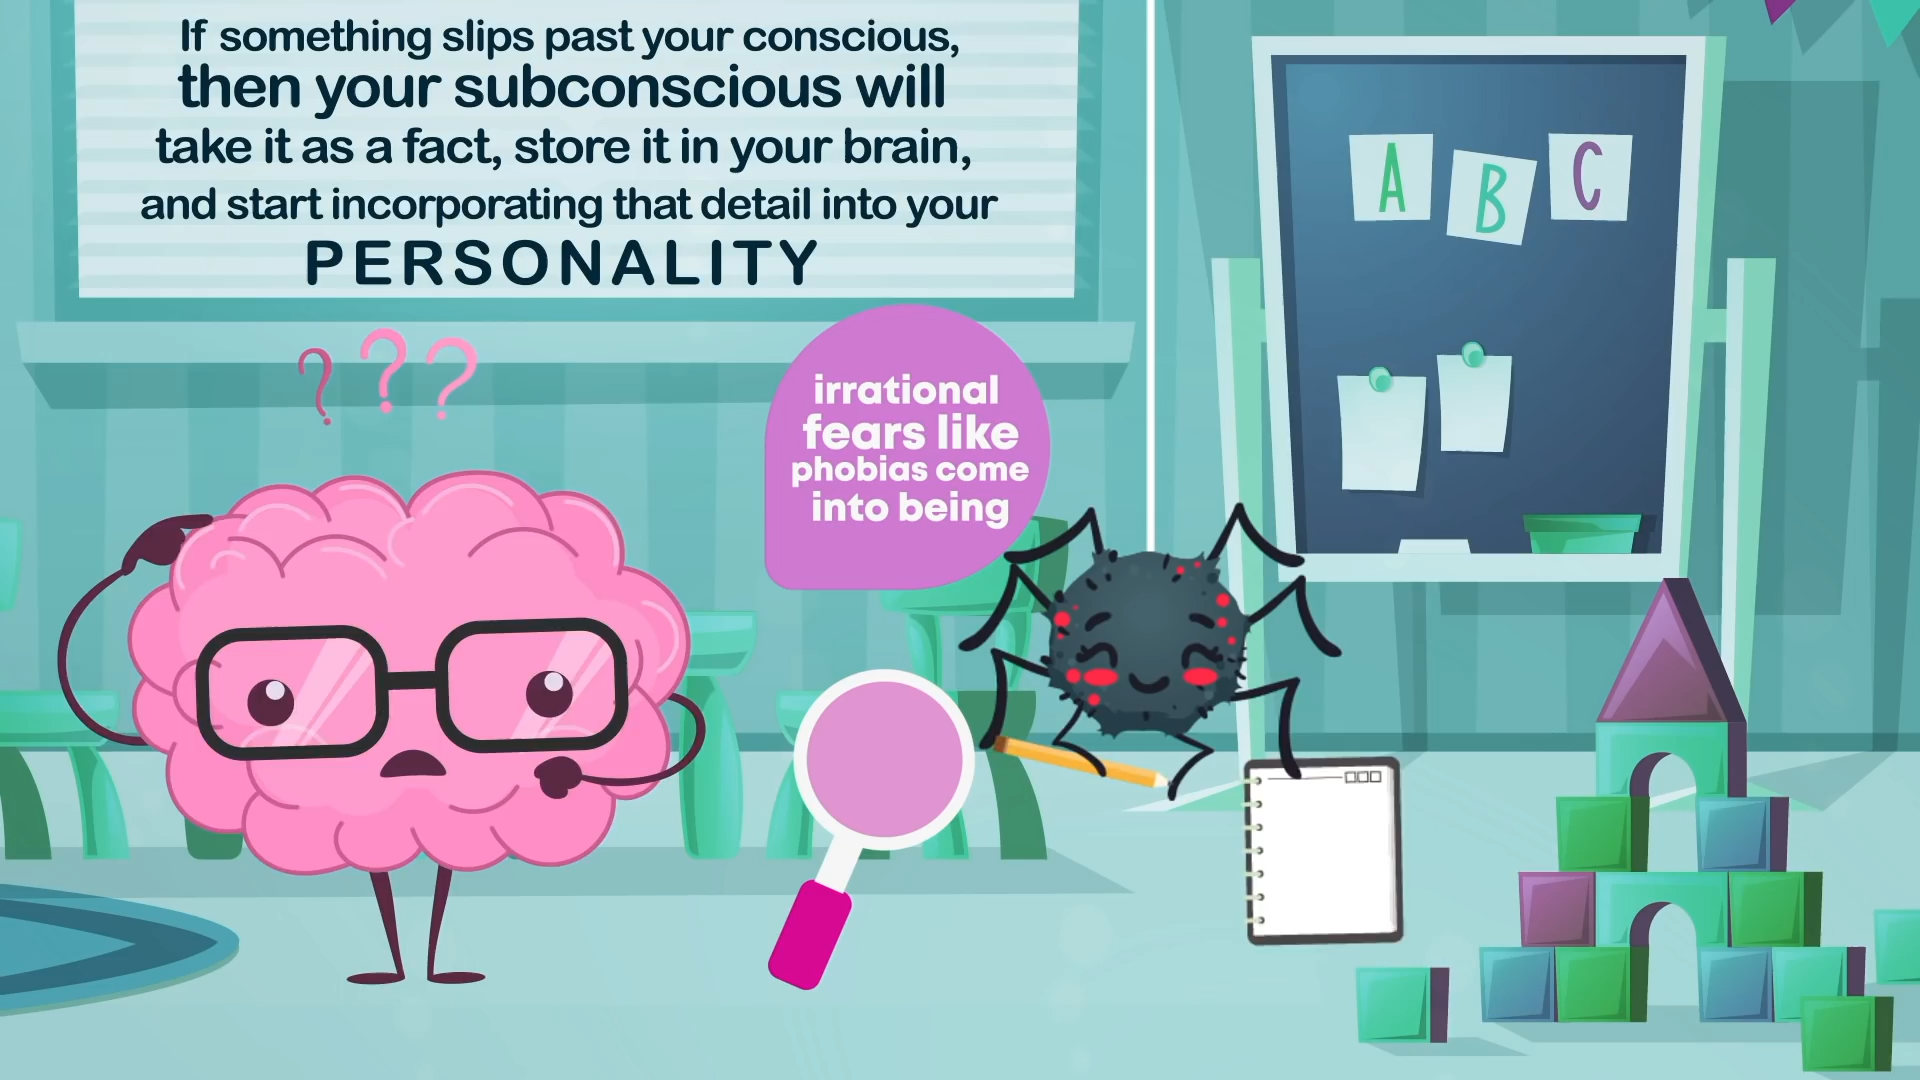 If something slips past your conscious,
then your subconscious will
take it as a fact, store it in your brain,
and start incorporating that detail into your
PERSONALITY
A B C
? ? ?
irrational
fears like
phobias come
into being